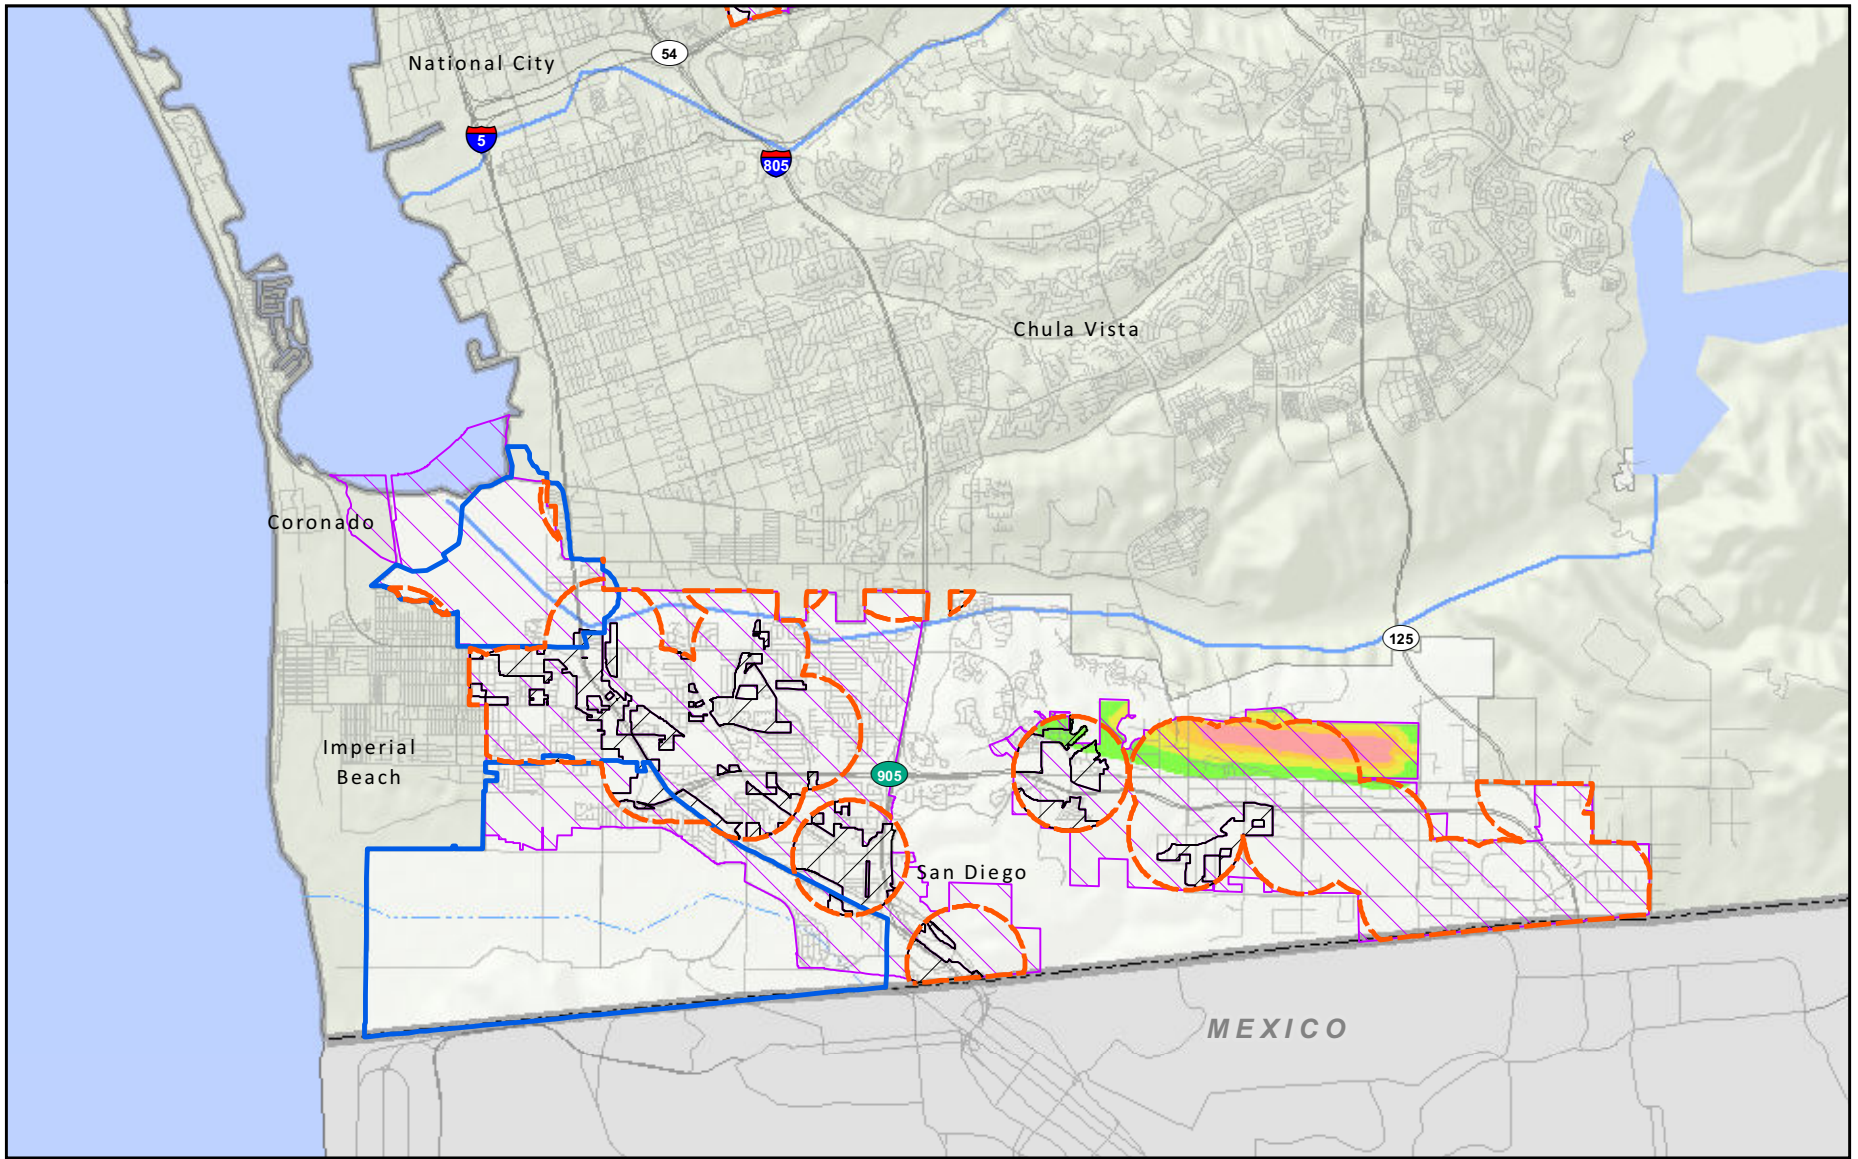 National City
54
5
805
Chula Vista
Coronado
125
Imperial
Beach
905
San Diego
MEXICO